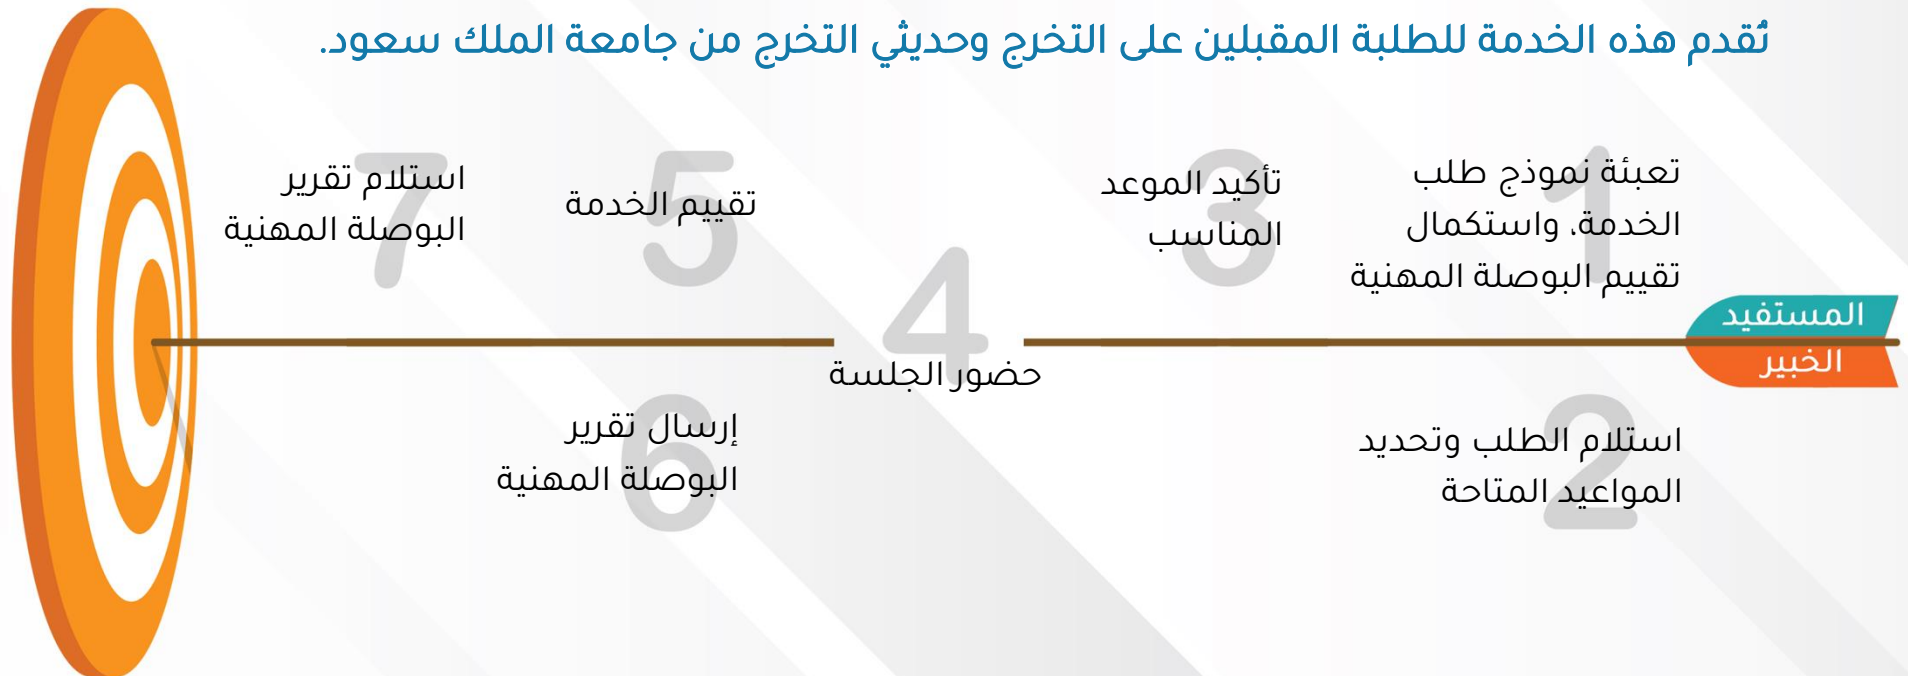 تُقدم هذه الخدمة للطلبة المقبلين على التخرج وحديثي التخرج من جامعة الملك سعود.
المستفيد
الخبير
1
تعبئة نموذج طلب
الخدمة، واستكمال
تقييم البوصلة المهنية
2
استلام الطلب وتحديد
المواعيد المتاحة
3
تأكيد الموعد
المناسب
4
حضور الجلسة
5
تقييم الخدمة
6
إرسال تقرير
البوصلة المهنية
7
استلام تقرير
البوصلة المهنية